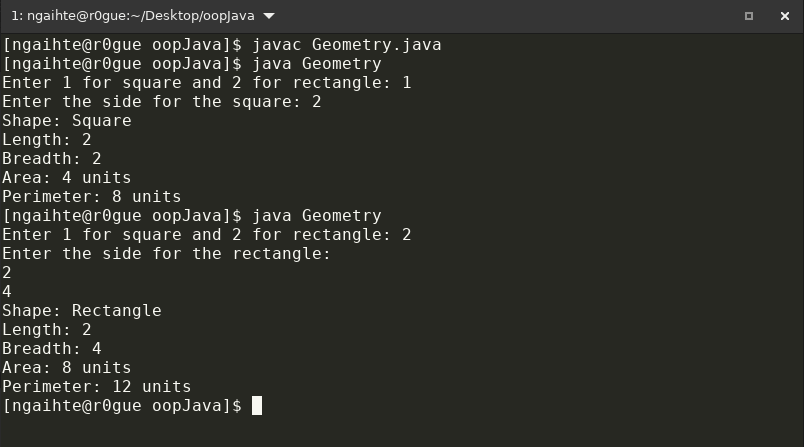 1: ngaihte@r0gue:~/Desktop/oopJava
[ngaihte@r0gue oopJava]$ javac Geometry.java
[ngaihte@r0gue oopJava]$ java Geometry
Enter 1 for square and 2 for rectangle: 1
Enter the side for the square: 2
Shape: Square
Length: 2
Breadth: 2
Area: 4 units
Perimeter: 8 units
[ngaihte@r0gue oopJava]$ java Geometry
Enter 1 for square and 2 for rectangle: 2
Enter the side for the rectangle:
2
4
Shape: Rectangle
Length: 2
Breadth: 4
Area: 8 units
Perimeter: 12 units
[ngaihte@r0gue oopJava]$